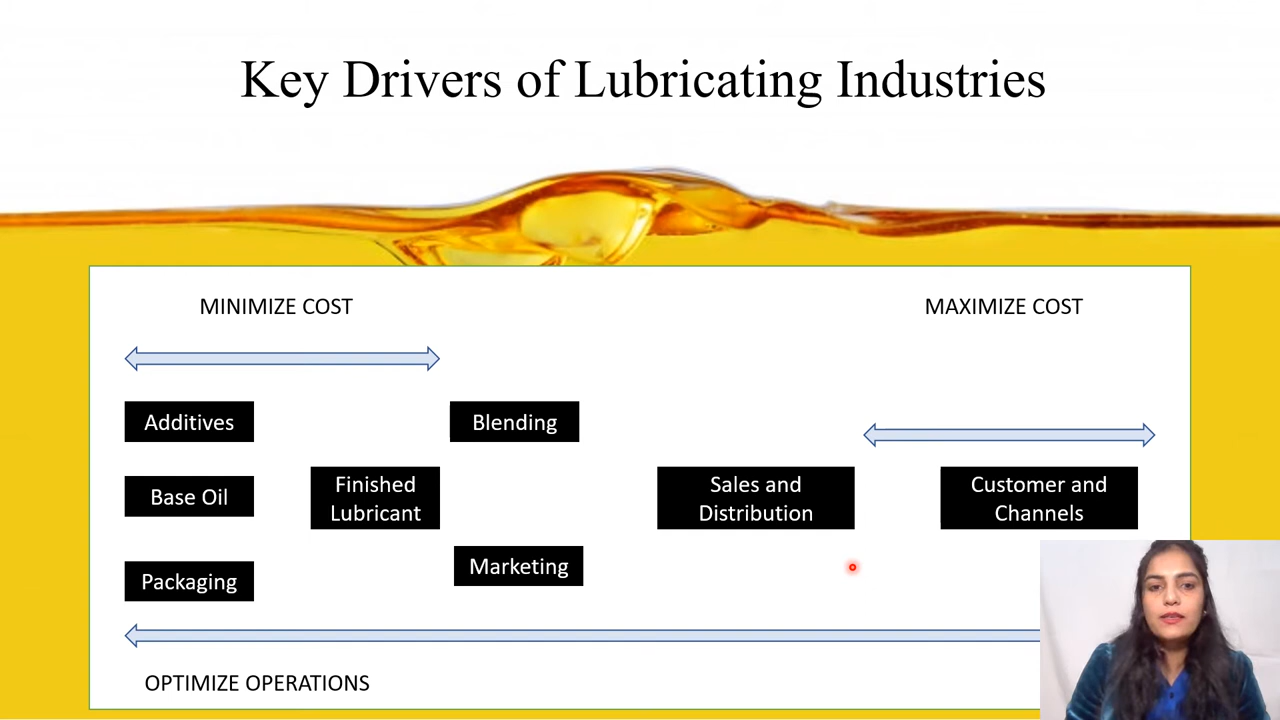 Key Drivers of Lubricating Industries
MINIMIZE COST
MAXIMIZE COST
Additives
Blending
Base Oil
Finished
Lubricant
Sales and
Distribution
Customer and
Channels
Packaging
Marketing
OPTIMIZE OPERATIONS